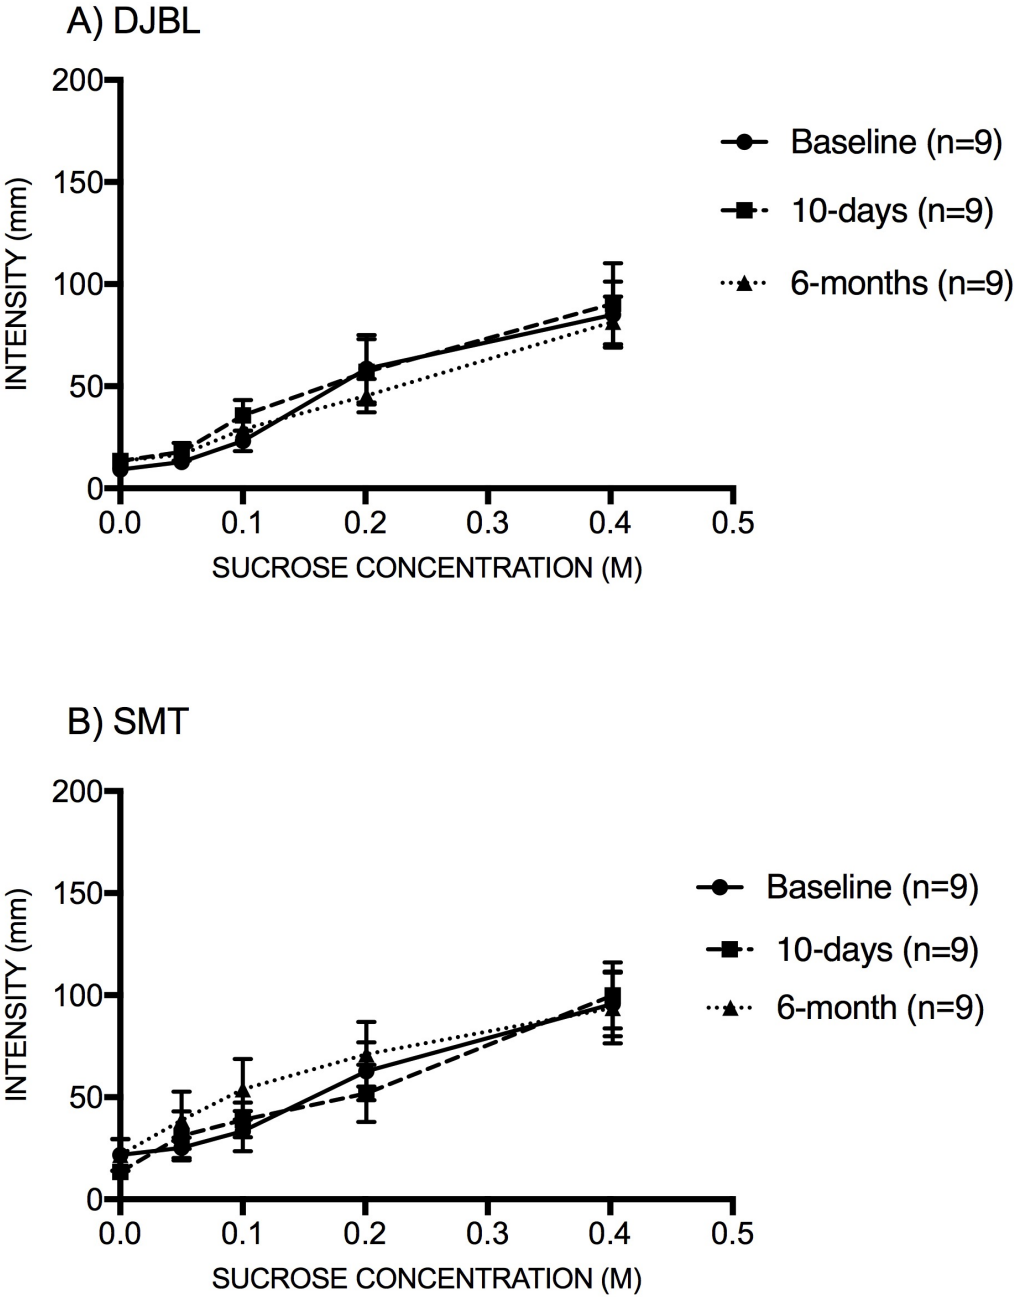 A) DJBL
200
150
100
50
0
INTENSITY (mm)
0.0 0.1 0.2 0.3 0.4 0.5
SUCROSE CONCENTRATION (M)
Baseline (n=9)
10-days (n=9)
6-months (n=9)
B) SMT
200
150
100
50
0
INTENSITY (mm)
0.0 0.1 0.2 0.3 0.4 0.5
SUCROSE CONCENTRATION (M)
Baseline (n=9)
10-days (n=9)
6-month (n=9)